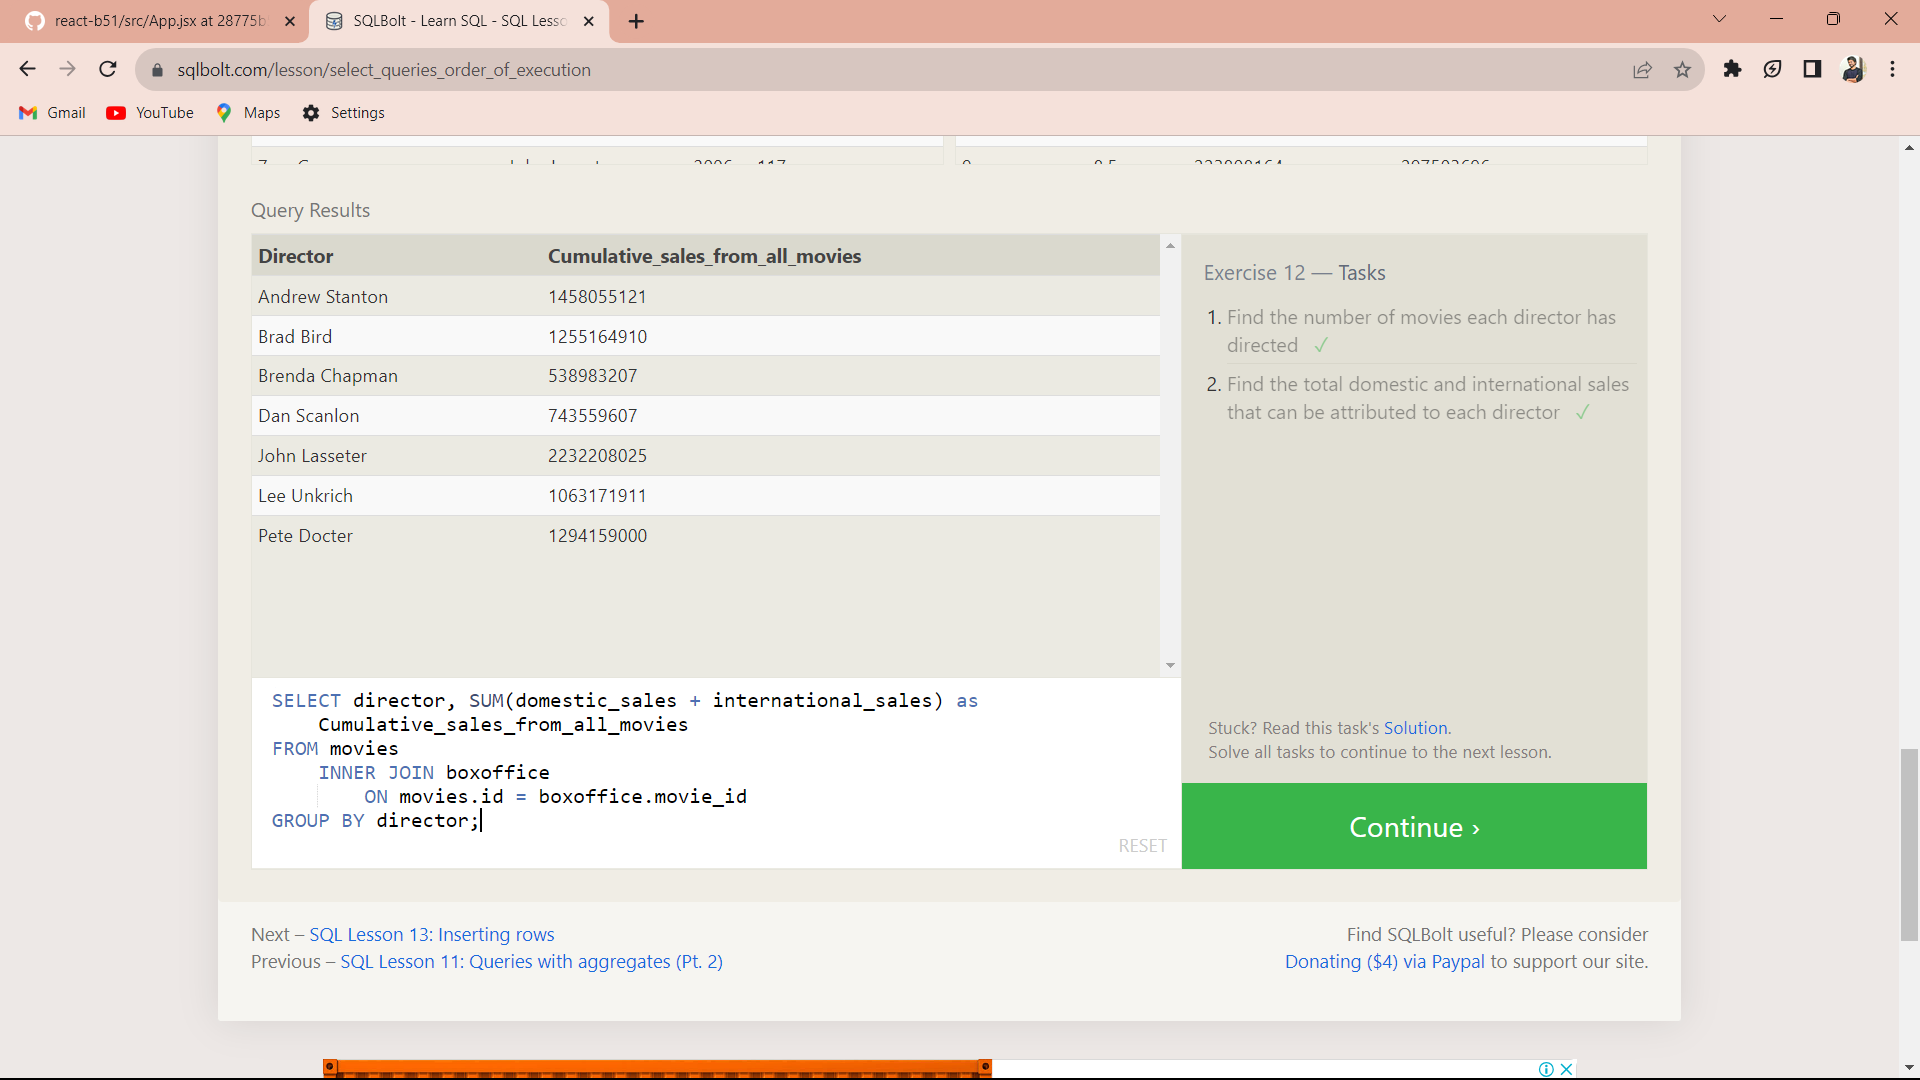 react-b51/src/App.jsx at 28775b
SQLBolt - Learn SQL - SQL Lesso
sqlbolt.com/lesson/select_queries_order_of_execution
Gmail YouTube Maps Settings
Query Results
Director Cumulative_sales_from_all_movies
Andrew Stanton 1458055121
Brad Bird 1255164910
Brenda Chapman 538983207
Dan Scanlon 743559607
John Lasseter 2232208025
Lee Unkrich 1063171911
Pete Docter 1294159000
Exercise 12 — Tasks
1. Find the number of movies each director has
directed ✓
2. Find the total domestic and international sales
that can be attributed to each director ✓
Stuck? Read this task's Solution.
Solve all tasks to continue to the next lesson.
Continue ›
SELECT director, SUM(domestic_sales + international_sales) as
Cumulative_sales_from_all_movies
FROM movies
INNER JOIN boxoffice
ON movies.id = boxoffice.movie_id
GROUP BY director;
RESET
Next – SQL Lesson 13: Inserting rows
Previous – SQL Lesson 11: Queries with aggregates (Pt. 2)
Find SQLBolt useful? Please consider
Donating ($4) via Paypal to support our site.